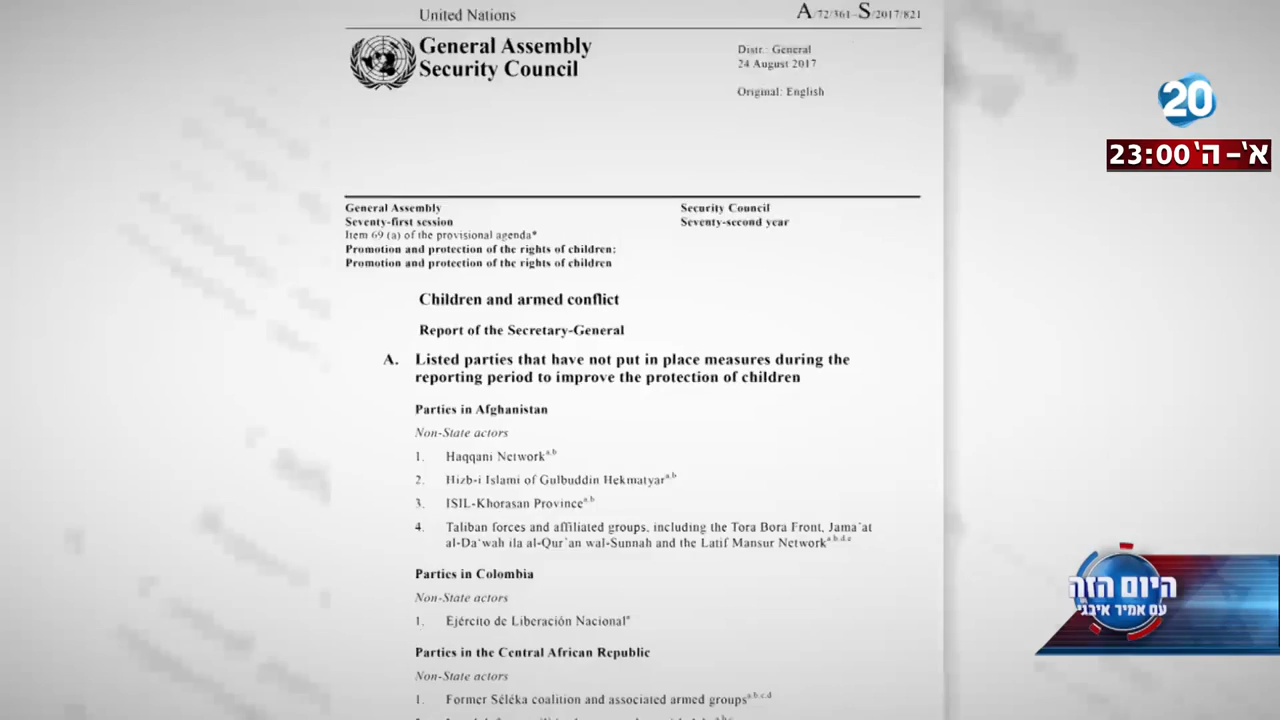 United Nations
A/72/361–S/2017/821
General Assembly
Security Council
Distr.: General
24 August 2017
Original: English
20
א'–ה' 23:00
General Assembly
Seventy-first session
Item 69 (a) of the provisional agenda*
Promotion and protection of the rights of children:
Promotion and protection of the rights of children
Security Council
Seventy-second year
Children and armed conflict
Report of the Secretary-General
A. Listed parties that have not put in place measures during the
reporting period to improve the protection of children
Parties in Afghanistan
Non-State actors
1. Haqqani Network a,b
2. Hizb-i Islami of Gulbuddin Hekmatyar a,b
3. ISIL-Khorasan Province a,b
4. Taliban forces and affiliated groups, including the Tora Bora Front, Jama'at
al-Da'wah ila al-Qur'an wal-Sunnah and the Latif Mansur Network a,b,d,e
Parties in Colombia
Non-State actors
1. Ejército de Liberación Nacional a
Parties in the Central African Republic
Non-State actors
1. Former Séléka coalition and associated armed groups a,b,c,d
היום הזה
עם אמיר איבגי